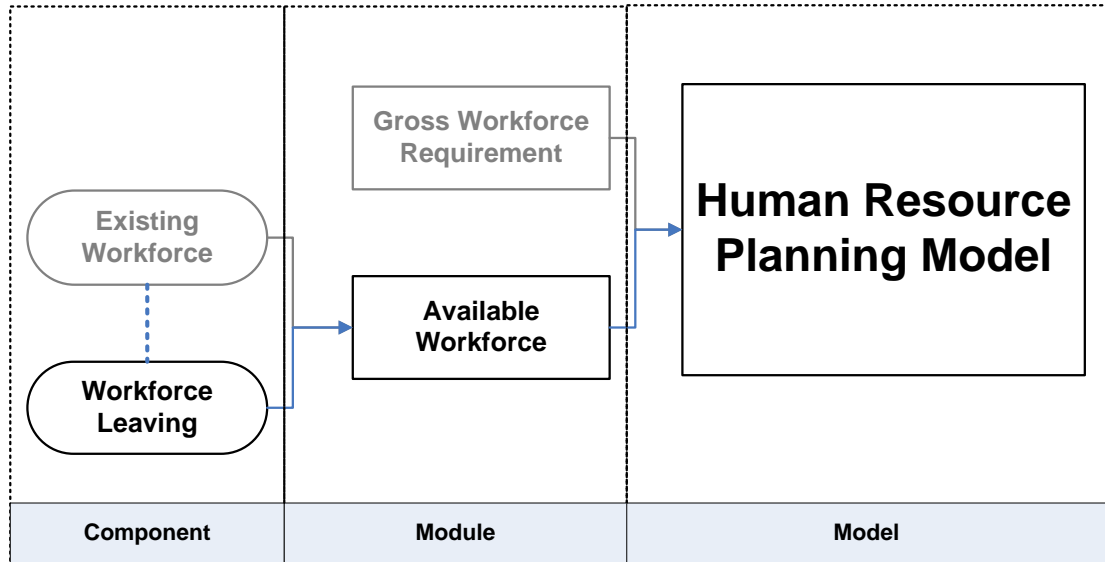 Gross Workforce
Requirement
Human Resource
Planning Model
Existing
Workforce
Available
Workforce
Workforce
Leaving
Component
Module
Model